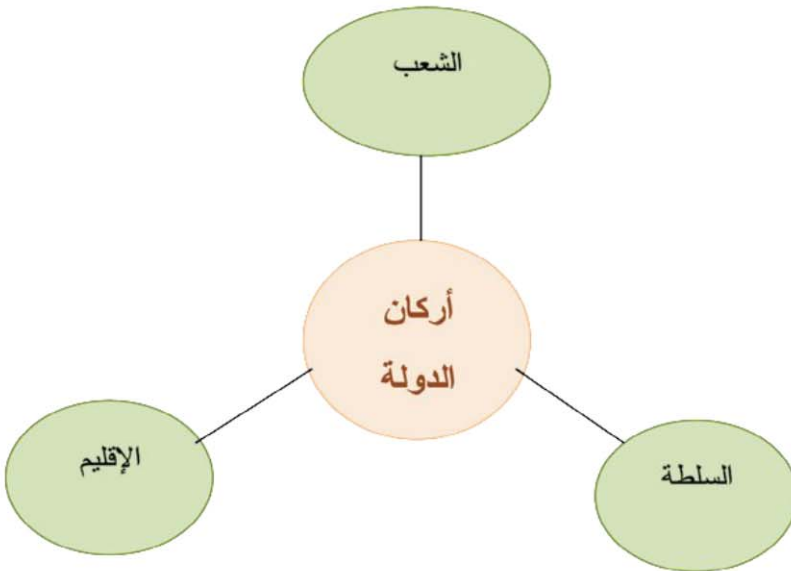 الشعب
أركان
الدولة
الإقليم
السلطة